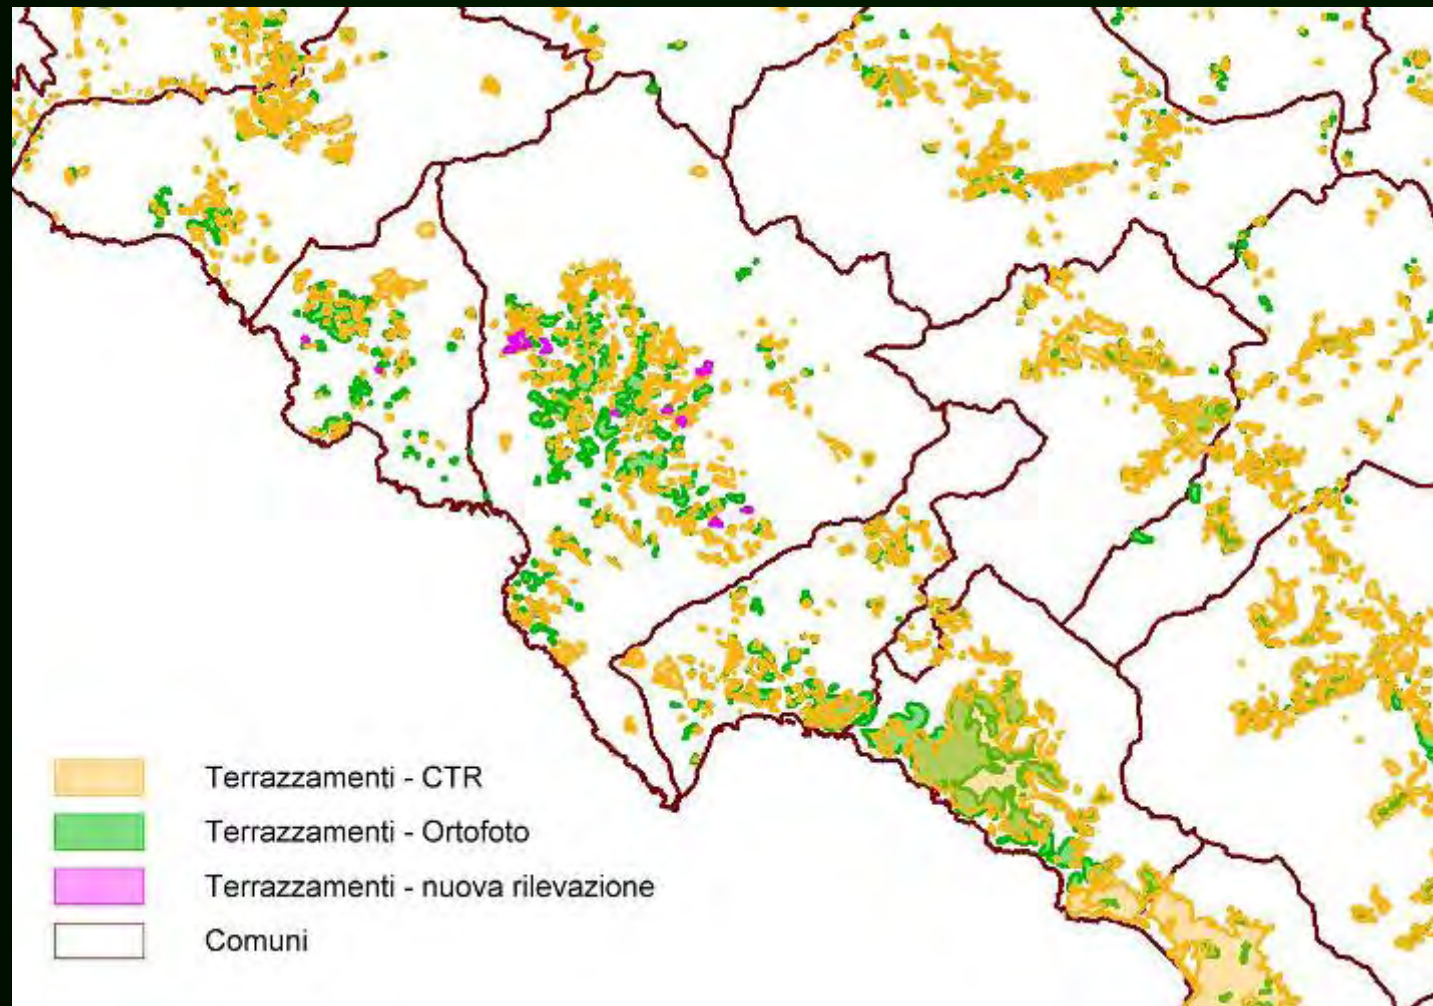 Terrazzamenti - CTR
Terrazzamenti - Ortofoto
Terrazzamenti - nuova rilevazione
Comuni